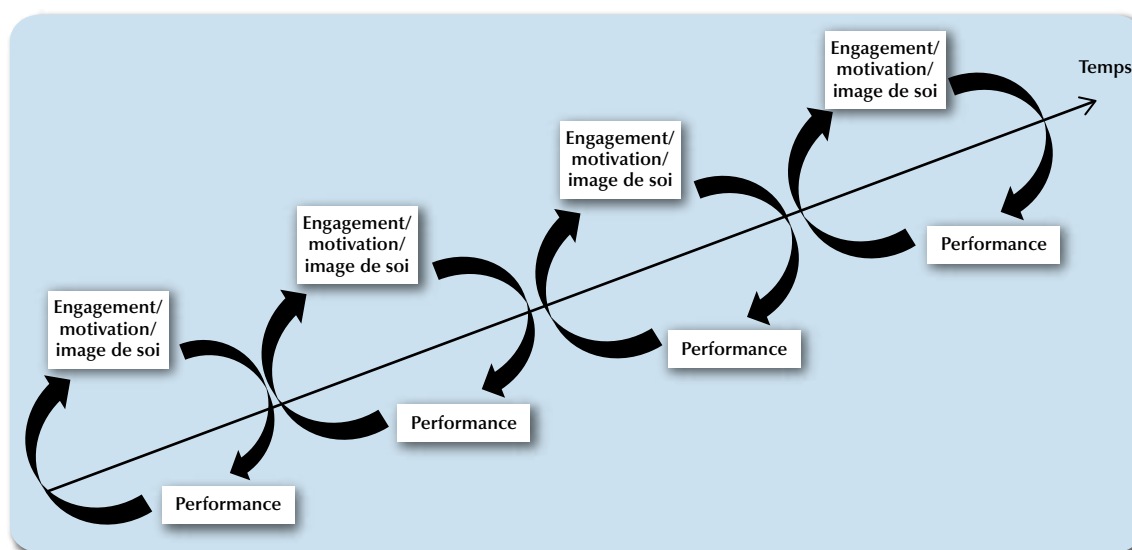 Engagement/
motivation/
image de soi
Temps
Engagement/
motivation/
image de soi
Engagement/
motivation/
image de soi
Performance
Engagement/
motivation/
image de soi
Performance
Performance
Performance